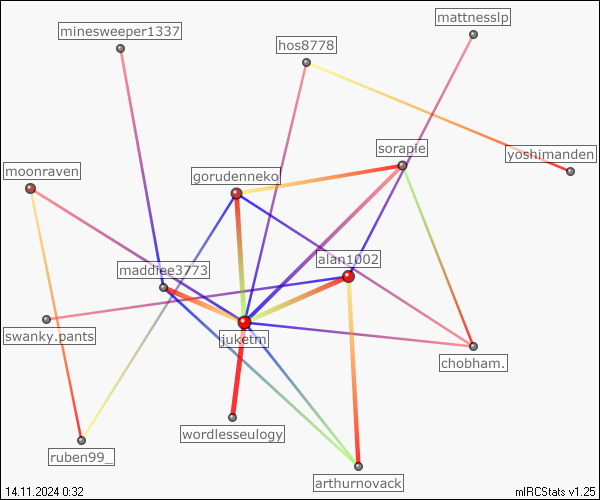 mattnesslp
minesweeper1337
hos8778
sorapie
yoshimanden
moonraven
gorudenneko
alan1002
maddiee3773
swanky.pants
juketm
chobham.
wordlesseulogy
ruben99_
arthurnovack
14.11.2024 0:32
mIRCStats v1.25